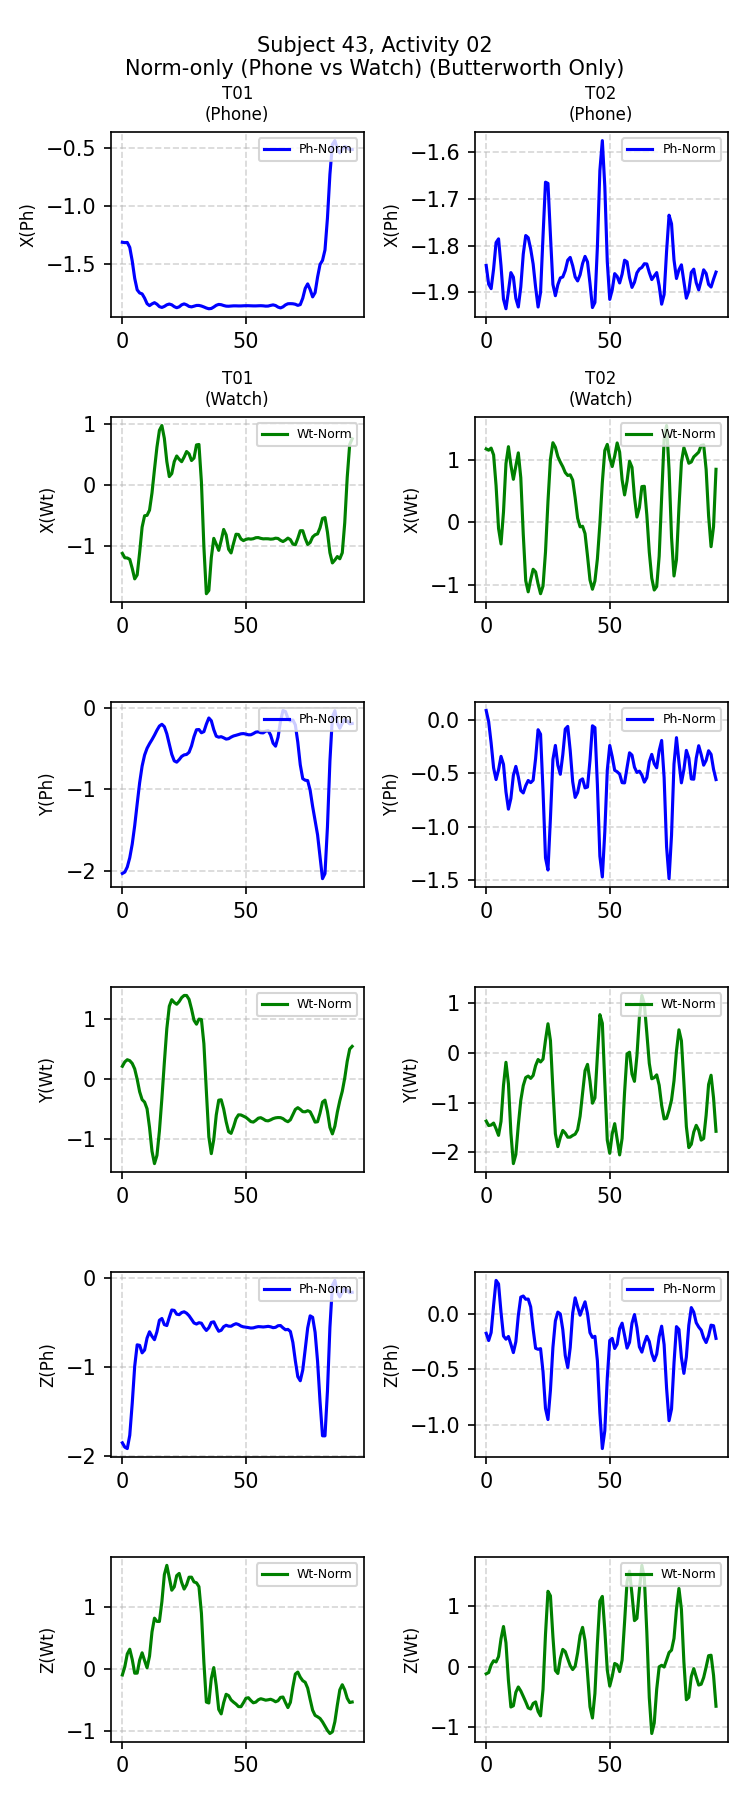 Subject 43, Activity 02
Norm-only (Phone vs Watch) (Butterworth Only)
T01
(Phone)
X(Ph)
−0.5
−1.0
−1.5
0
50
Ph-Norm
T02
(Phone)
X(Ph)
−1.6
−1.7
−1.8
−1.9
0
50
Ph-Norm
T01
(Watch)
X(Wt)
1
0
−1
0
50
Wt-Norm
T02
(Watch)
X(Wt)
1
0
−1
0
50
Wt-Norm
Y(Ph)
0
−1
−2
0
50
Ph-Norm
Y(Ph)
0.0
−0.5
−1.0
−1.5
0
50
Ph-Norm
Y(Wt)
1
0
−1
0
50
Wt-Norm
Y(Wt)
1
0
−1
−2
0
50
Wt-Norm
Z(Ph)
0
−1
−2
0
50
Ph-Norm
Z(Ph)
0.0
−0.5
−1.0
0
50
Ph-Norm
Z(Wt)
1
0
−1
0
50
Wt-Norm
Z(Wt)
1
0
−1
0
50
Wt-Norm